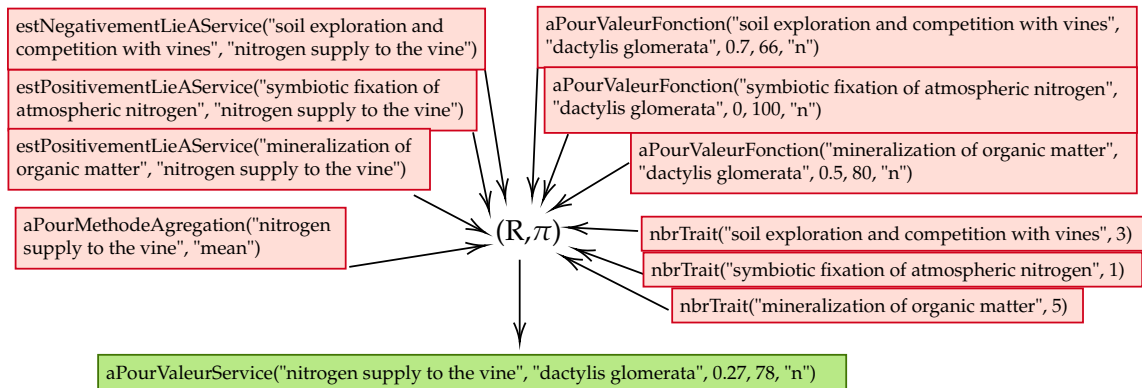 estNegativementLieAService("soil exploration and
competition with vines", "nitrogen supply to the vine")
estPositivementLieAService("symbiotic fixation of
atmospheric nitrogen", "nitrogen supply to the vine")
estPositivementLieAService("mineralization of
organic matter", "nitrogen supply to the vine")
aPourMethodeAgregation("nitrogen
supply to the vine", "mean")
aPourValeurFonction("soil exploration and competition with vines",
"dactylis glomerata", 0.7, 66, "n")
aPourValeurFonction("symbiotic fixation of atmospheric nitrogen",
"dactylis glomerata", 0, 100, "n")
aPourValeurFonction("mineralization of organic matter",
"dactylis glomerata", 0.5, 80, "n")
(R,π)
nbrTrait("soil exploration and competition with vines", 3)
nbrTrait("symbiotic fixation of atmospheric nitrogen", 1)
nbrTrait("mineralization of organic matter", 5)
aPourValeurService("nitrogen supply to the vine", "dactylis glomerata", 0.27, 78, "n")